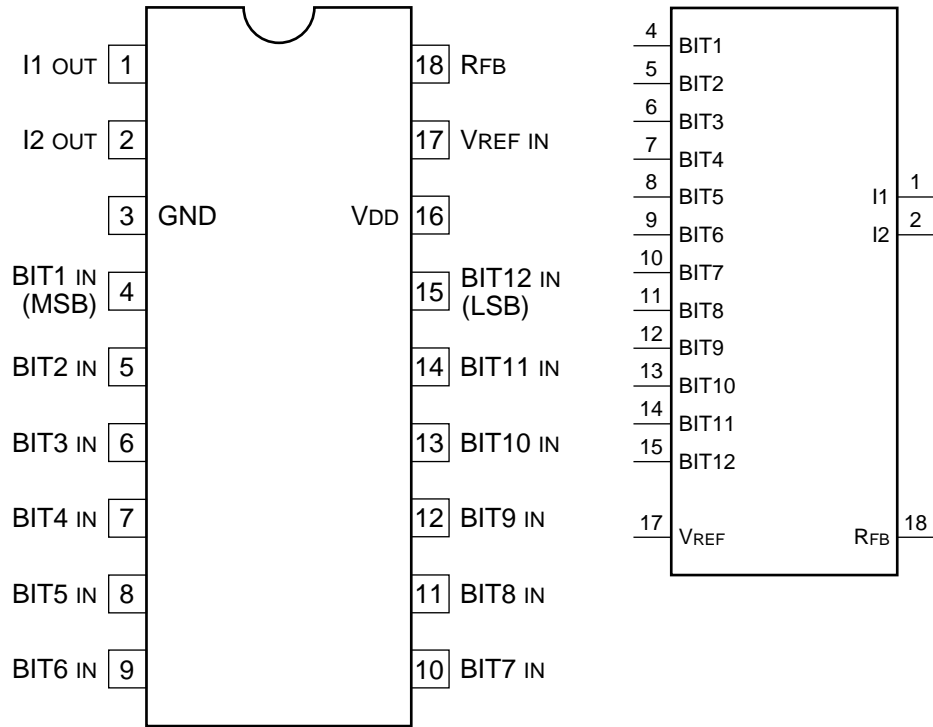 I1 OUT 1
18 RFB
I2 OUT 2
17 VREF IN
3 GND
VDD 16
BIT1 IN
(MSB)
4
15
BIT12 IN
(LSB)
BIT2 IN 5
14 BIT11 IN
BIT3 IN 6
13 BIT10 IN
BIT4 IN 7
12 BIT9 IN
BIT5 IN 8
11 BIT8 IN
BIT6 IN 9
10 BIT7 IN
4 BIT1
5 BIT2
6 BIT3
7 BIT4
8 BIT5
I1 1
9 BIT6
I2 2
10 BIT7
11 BIT8
12 BIT9
13 BIT10
14 BIT11
15 BIT12
17 VREF
RFB 18